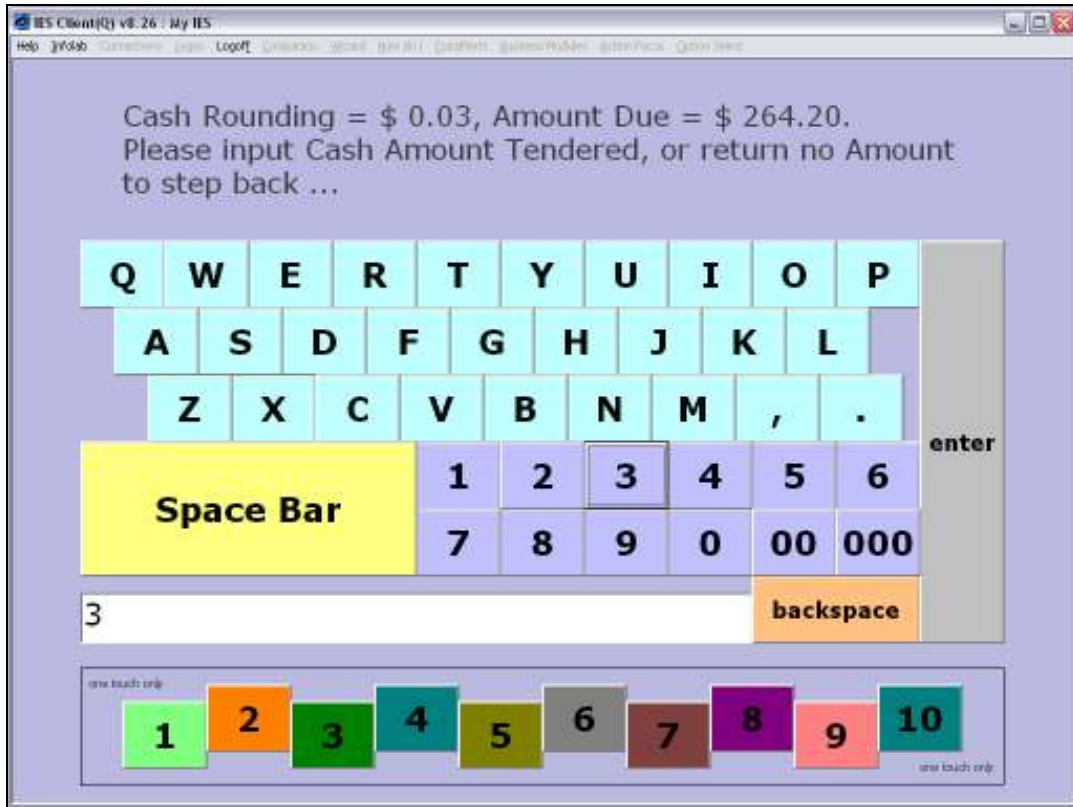 IES Client(Q) v8.26 : My IES
Help Infolab Logoff
Cash Rounding = $ 0.03, Amount Due = $ 264.20.
Please input Cash Amount Tendered, or return no Amount
to step back ...
Q W E R T Y U I O P
A S D F G H J K L
Z X C V B N M , .
enter
Space Bar
1 2 3 4 5 6
7 8 9 0 00 000
3
backspace
one touch only
1 2 3 4 5 6 7 8 9 10
one touch only